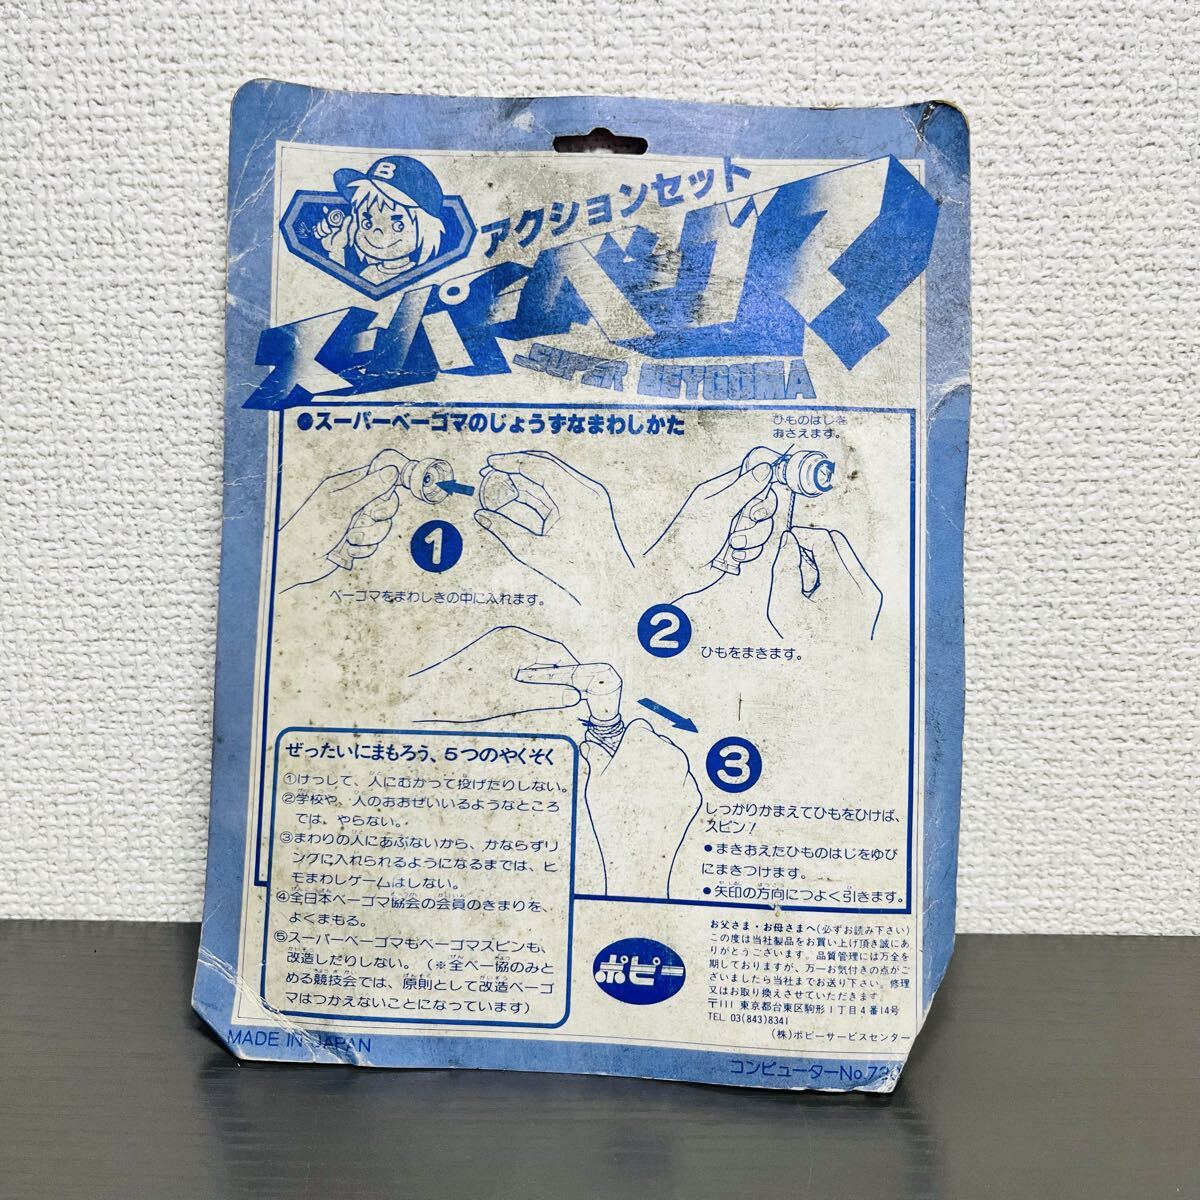 B
アクションセット
スーパーベーゴマ
SUPER BEYGOMA
●スーパーベーゴマのじょうずなまわしかた
1
ベーゴマをまわしきの中に入れます。
ひものはしを
おさえます。
2
ひもをまきます。
3
しっかりかまえてひもをひけば、
スピン!
●まきおえたひものはじをゆび
にまきつけます。
●矢印の方向につよく引きます。
ぜったいにまもろう、5つのやくそく
①けっして、人にむかって投げたりしない。
②学校や、人のおおぜいいるようなところ
では、やらない。
③まわりの人にあぶないから、かならずリ
ングに入れられるようになるまでは、ヒ
モまわしゲームはしない。
④全日本ベーゴマ協会の会員のきまりを、
よくまもる。
⑤スーパーベーゴマもベーゴマスピンも、
改造しだりしない。(※全ベー協のみと
める競技会では、原則として改造ベーゴ
マはつかえないことになっています)
ポピー
お父さま・お母さまへ(必ずお読み下さい)
この度は当社製品をお買い上げ頂き誠にあ
りがとうございます。品質管理には万全を
期しておりますが、万一お気付きの点がご
ざいましたら当社までお送り下さい。修理
又はお取り換えさせていただきます。
〒111 東京都台東区駒形1丁目4番14号
TEL 03(843)8341
(株)ポピーサービスセンター
MADE IN JAPAN
コンピューターNo.72